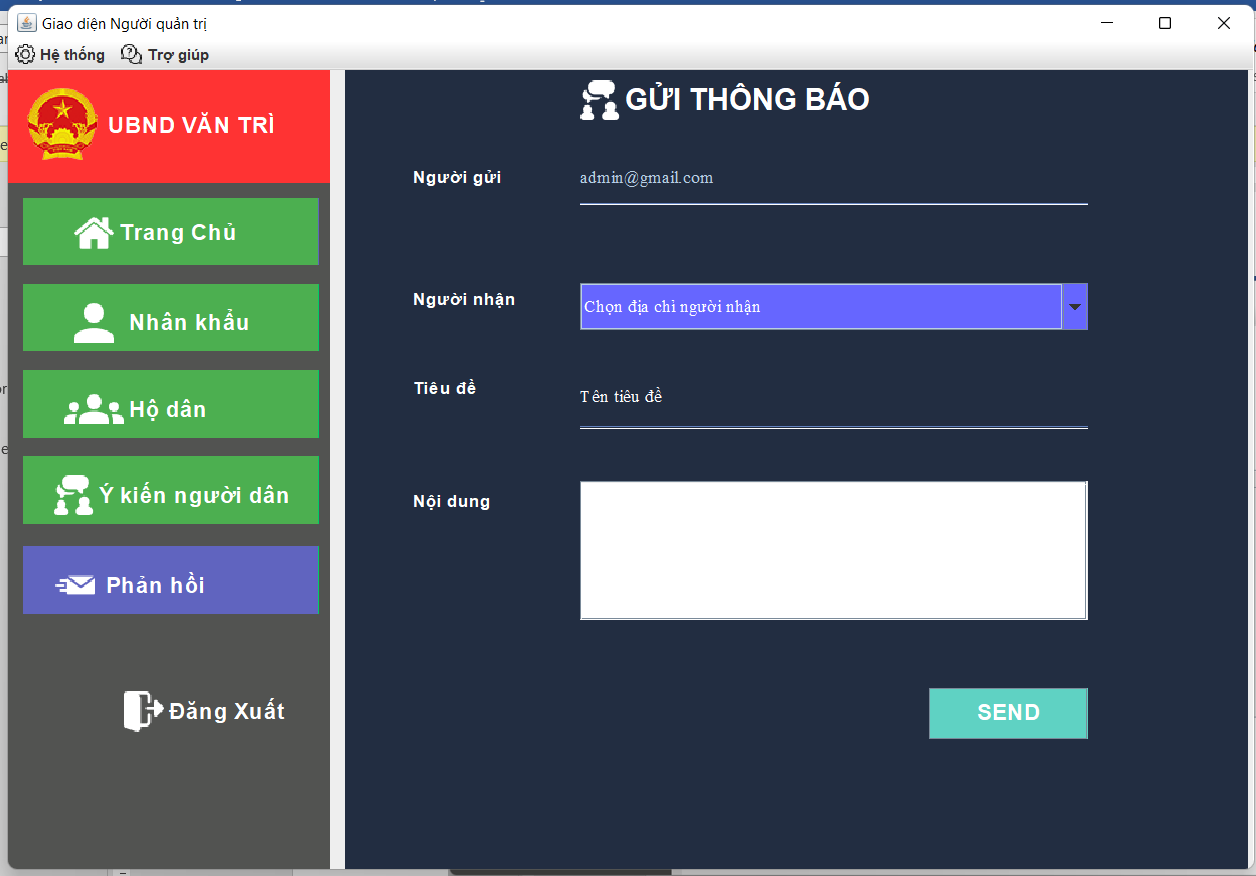 Giao diện Người quản trị
Hệ thống Trợ giúp
UBND VĂN TRÌ
Trang Chủ
Nhân khẩu
Hộ dân
Ý kiến người dân
Phản hồi
Đăng Xuất
GỬI THÔNG BÁO
Người gửi admin@gmail.com
Người nhận Chọn địa chỉ người nhận
Tiêu đề Tên tiêu đề
Nội dung
SEND